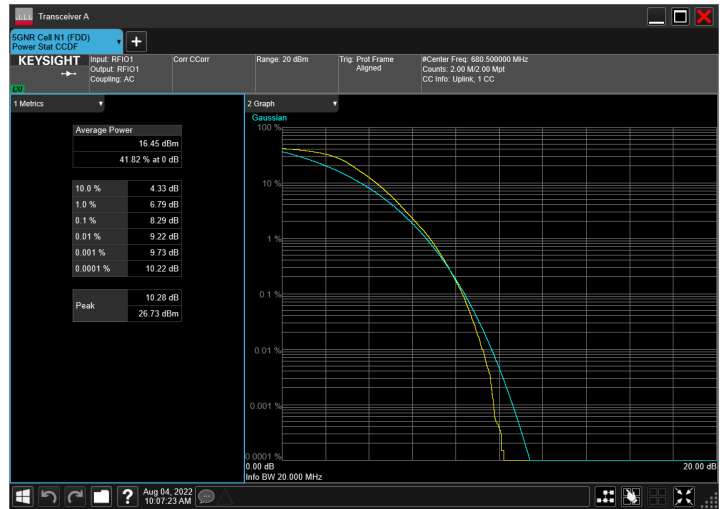 Transceiver A
5GNR Cell N1 (FDD)
Power Stat CCDF
KEYSIGHT
LXI
Input: RFIO1
Output: RFIO1
Coupling: AC
Corr CCorr
Range: 20 dBm
Trig: Prot Frame
Aligned
#Center Freq: 680.500000 MHz
Counts: 2.00 M/2.00 Mpt
CC Info: Uplink, 1 CC
1 Metrics
Average Power
16.45 dBm
41.82 % at 0 dB
10.0 % 4.33 dB
1.0 % 6.79 dB
0.1 % 8.29 dB
0.01 % 9.22 dB
0.001 % 9.73 dB
0.0001 % 10.22 dB
Peak 10.28 dB
26.73 dBm
2 Graph
Gaussian
100 %
10 %
1 %
0.1 %
0.01 %
0.001 %
0.0001 %
0.00 dB 20.00 dB
Info BW 20.000 MHz
? Aug 04, 2022
10:07:23 AM